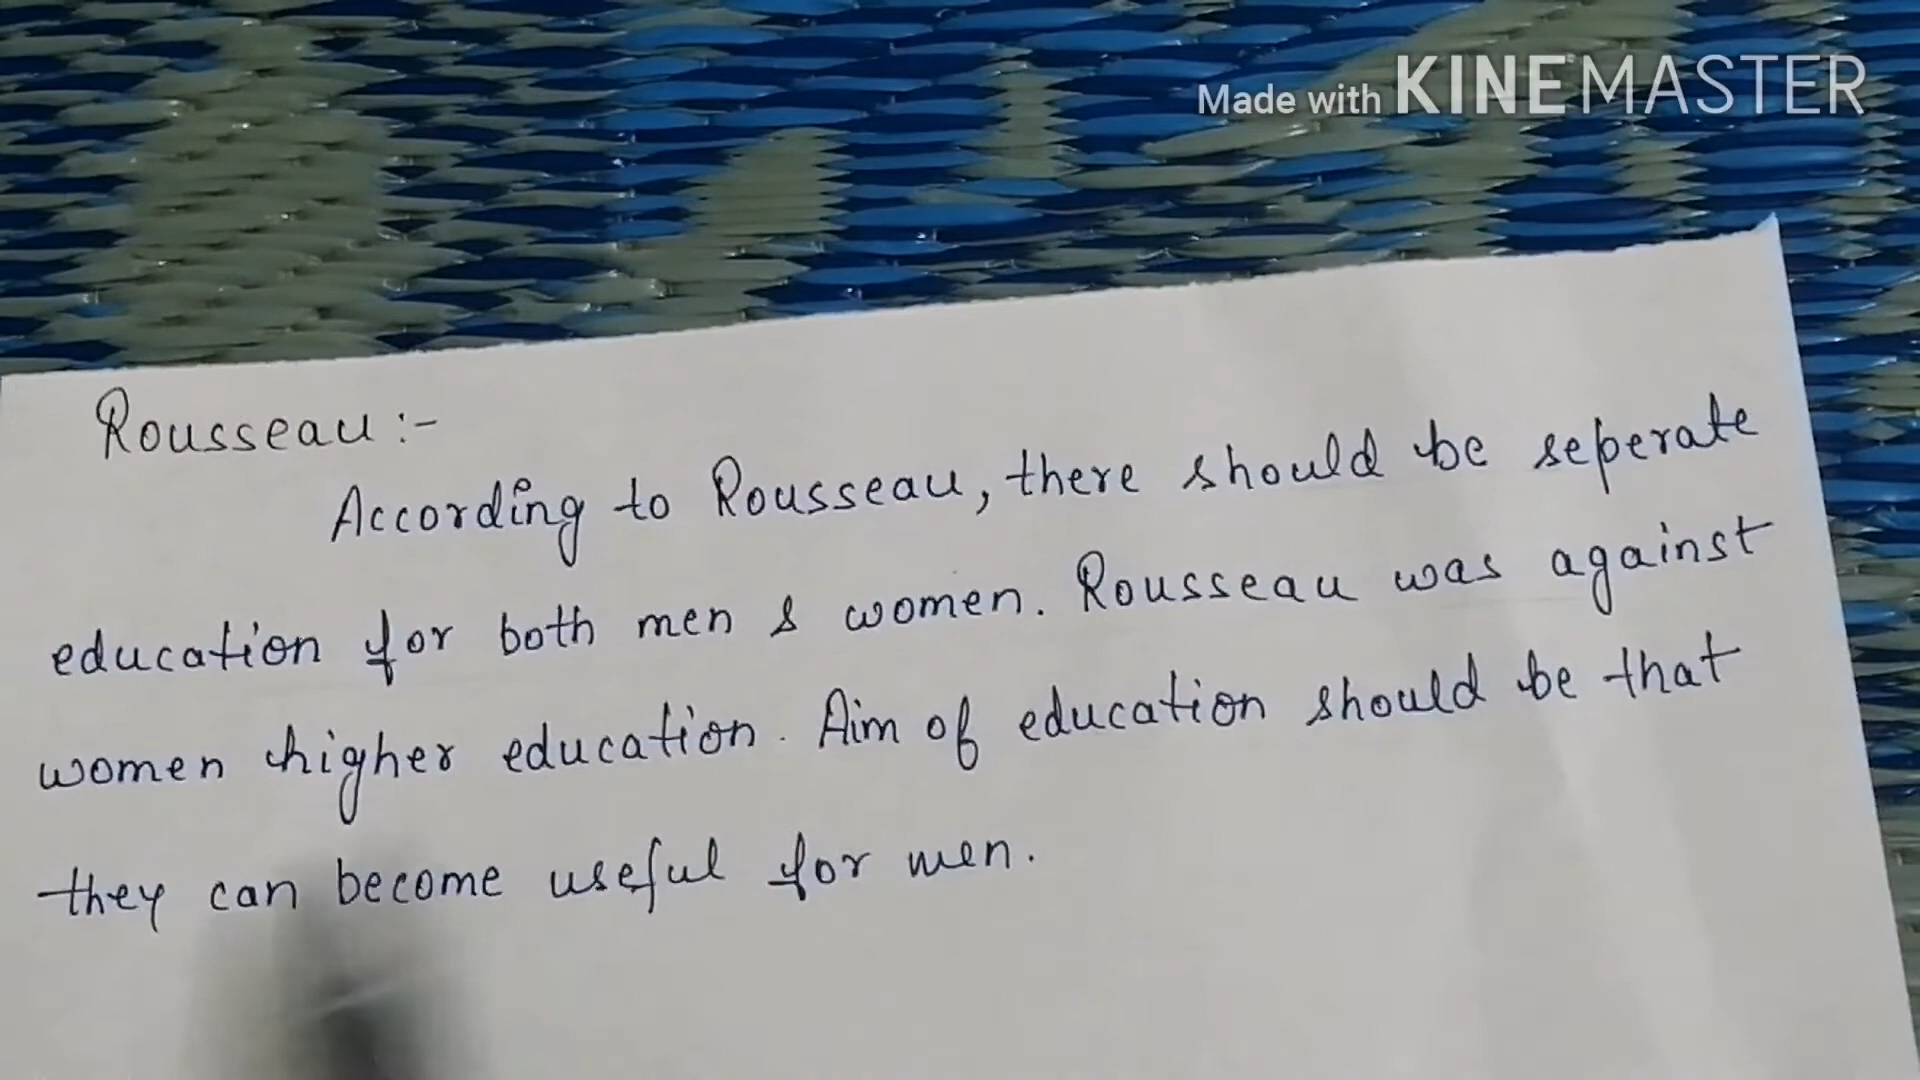 Made with KINEMASTER
Rousseau :-
According to Rousseau, there should be seperate
education for both men & women. Rousseau was against
women higher education. Aim of education should be that
they can become useful for men.